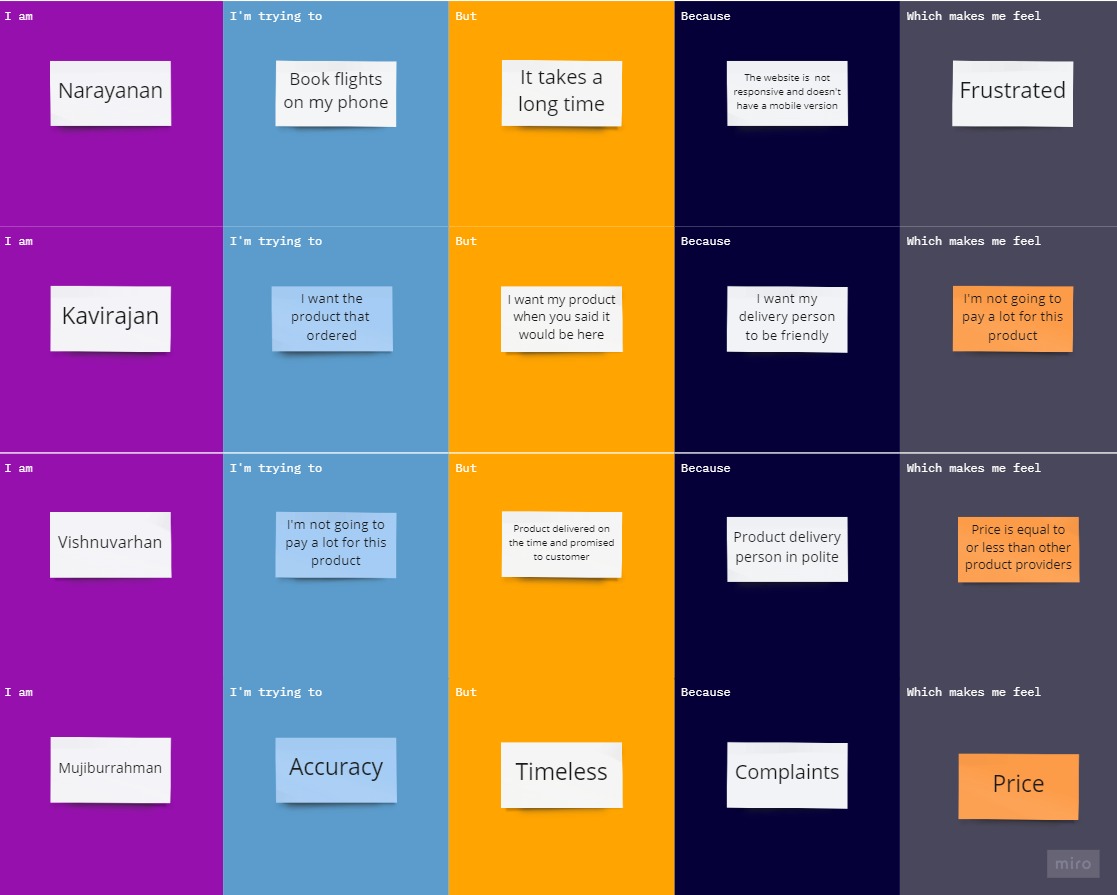 I am
I'm trying to
But
Because
Which makes me feel
Narayanan
Book flights
on my phone
It takes a
long time
The website is not
responsive and doesn't
have a mobile version
Frustrated
I am
I'm trying to
But
Because
Which makes me feel
Kavirajan
I want the
product that
ordered
I want my product
when you said it
would be here
I want my
delivery person
to be friendly
I'm not going to
pay a lot for this
product
I am
I'm trying to
But
Because
Which makes me feel
Vishnuvarhan
I'm not going to
pay a lot for this
product
Product delivered on
the time and promised
to customer
Product delivery
person in polite
Price is equal to
or less than other
product providers
I am
I'm trying to
But
Because
Which makes me feel
Mujiburrahman
Accuracy
Timeless
Complaints
Price
miro